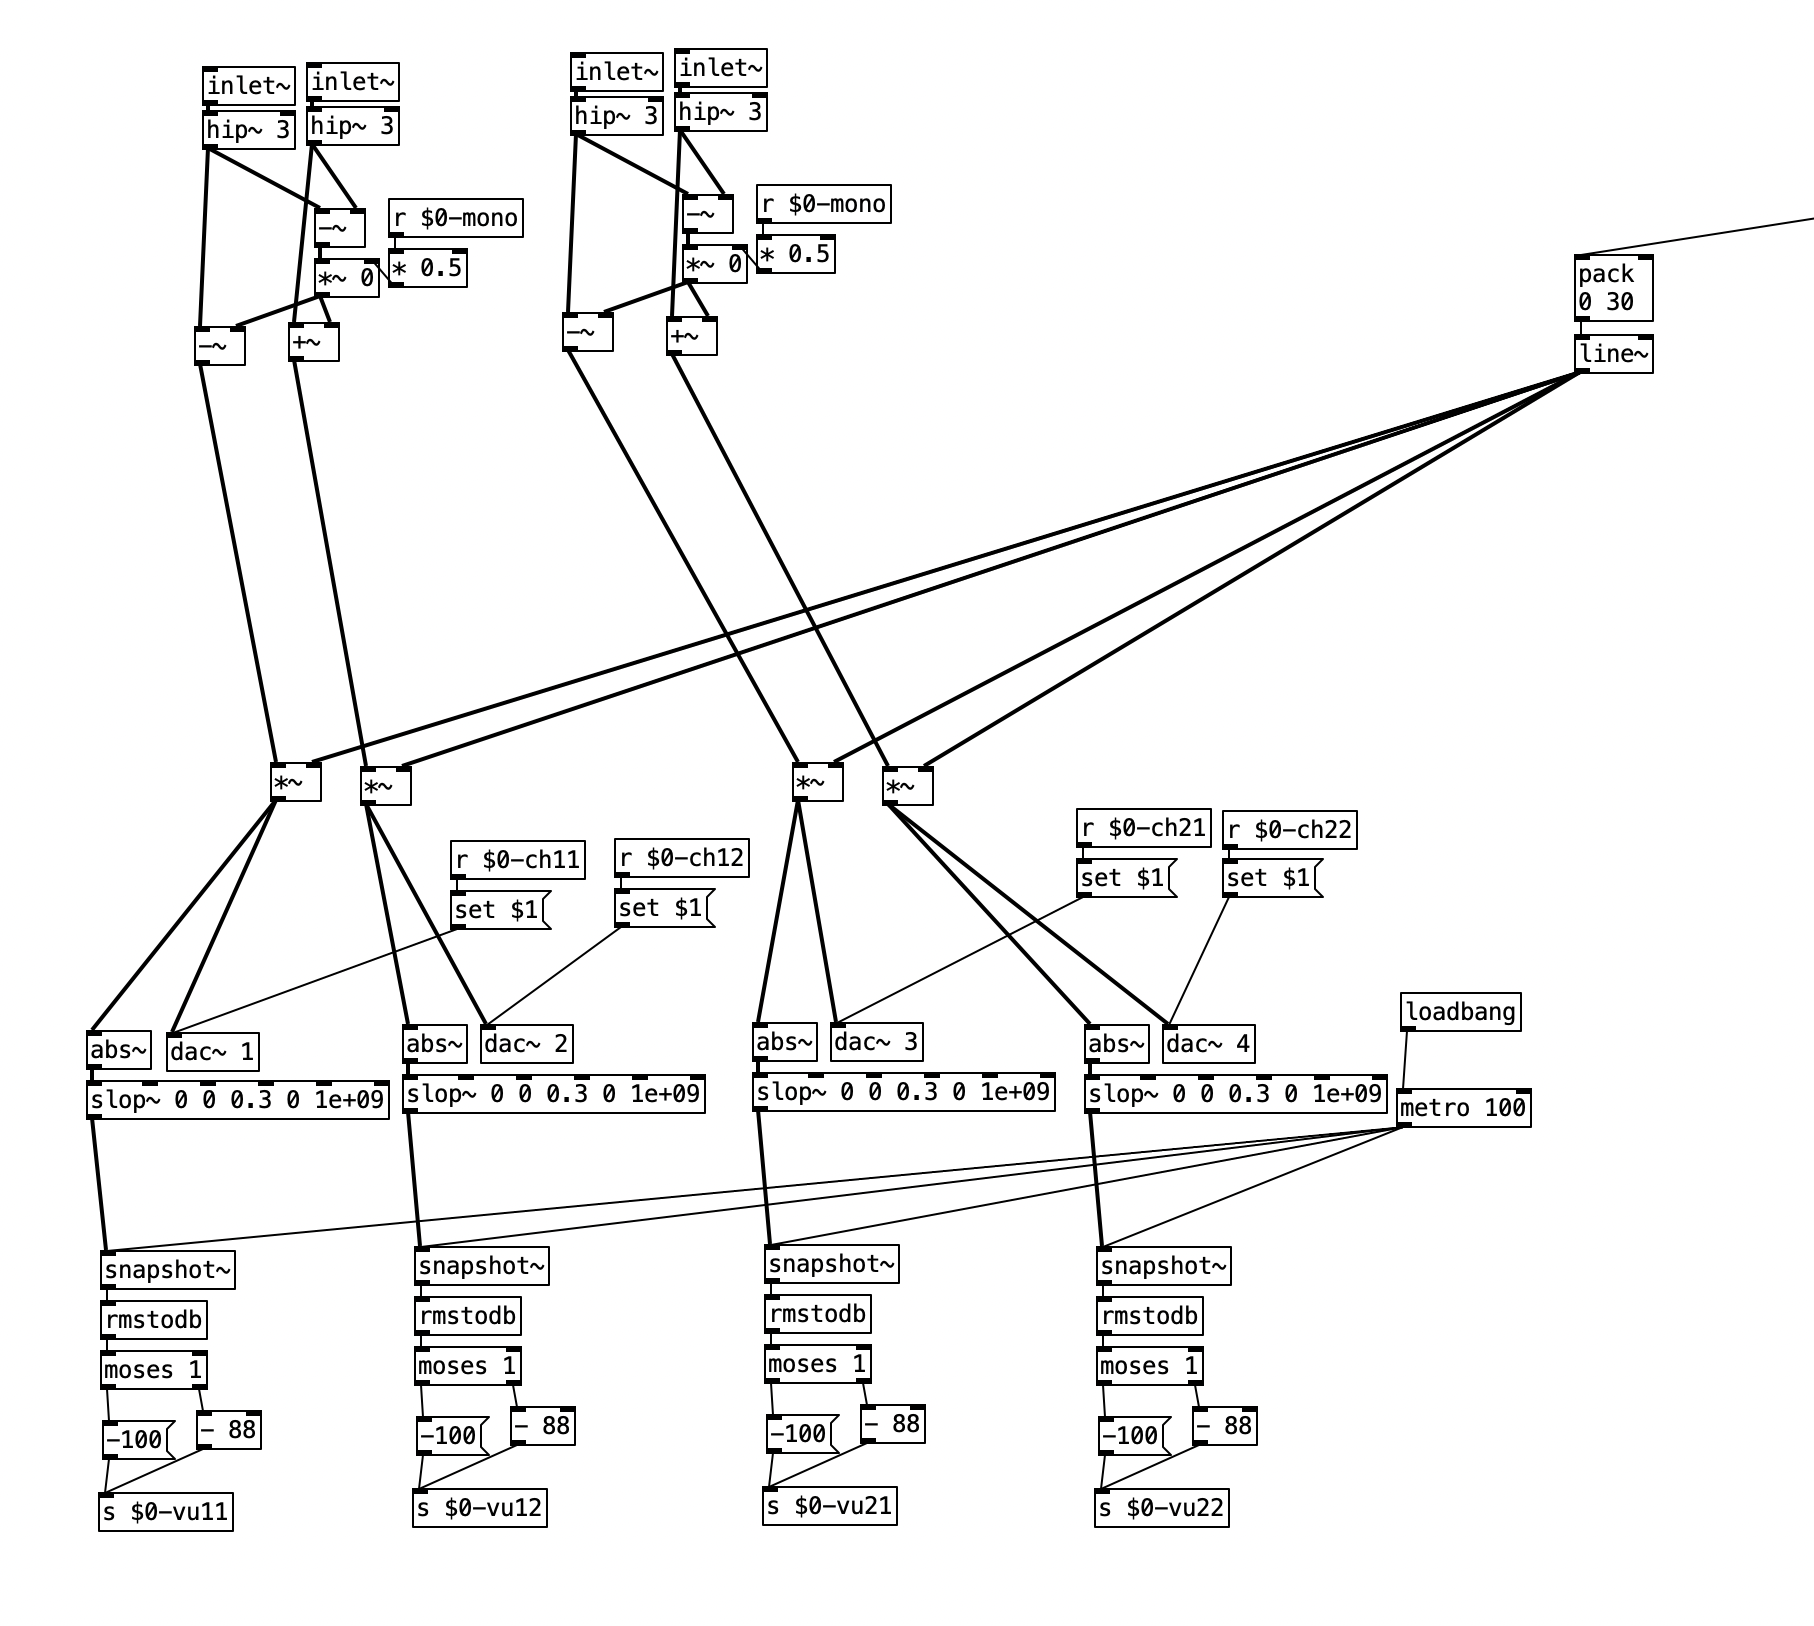 inlet~ inlet~ inlet~ inlet~
hip~ 3 hip~ 3 hip~ 3 hip~ 3
−~ r $0−mono −~ r $0−mono
*~ 0 * 0.5 *~ 0 * 0.5
−~ +~ −~ +~
pack
0 30
line~
*~ *~ *~ *~
r $0−ch11 r $0−ch12 r $0−ch21 r $0−ch22
set $1 set $1 set $1 set $1
loadbang
abs~ dac~ 1 abs~ dac~ 2 abs~ dac~ 3 abs~ dac~ 4
slop~ 0 0 0.3 0 1e+09 slop~ 0 0 0.3 0 1e+09 slop~ 0 0 0.3 0 1e+09 slop~ 0 0 0.3 0 1e+09 metro 100
snapshot~ snapshot~ snapshot~ snapshot~
rmstodb rmstodb rmstodb rmstodb
moses 1 moses 1 moses 1 moses 1
−100 − 88 −100 − 88 −100 − 88 −100 − 88
s $0−vu11 s $0−vu12 s $0−vu21 s $0−vu22